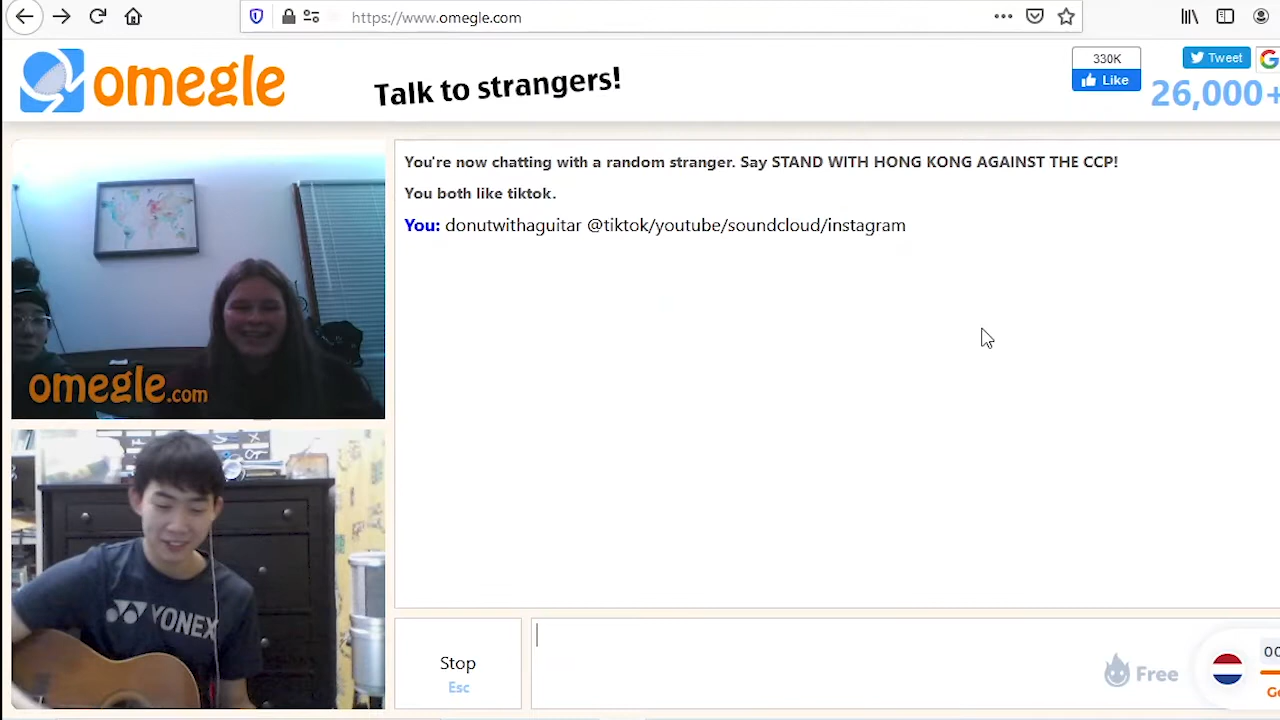 https://www.omegle.com
omegle
Talk to strangers!
330K
Like
Tweet
26,000+
You're now chatting with a random stranger. Say STAND WITH HONG KONG AGAINST THE CCP!
You both like tiktok.
You: donutwithaguitar @tiktok/youtube/soundcloud/instagram
omegle.com
YONEX
Stop
Esc
Free